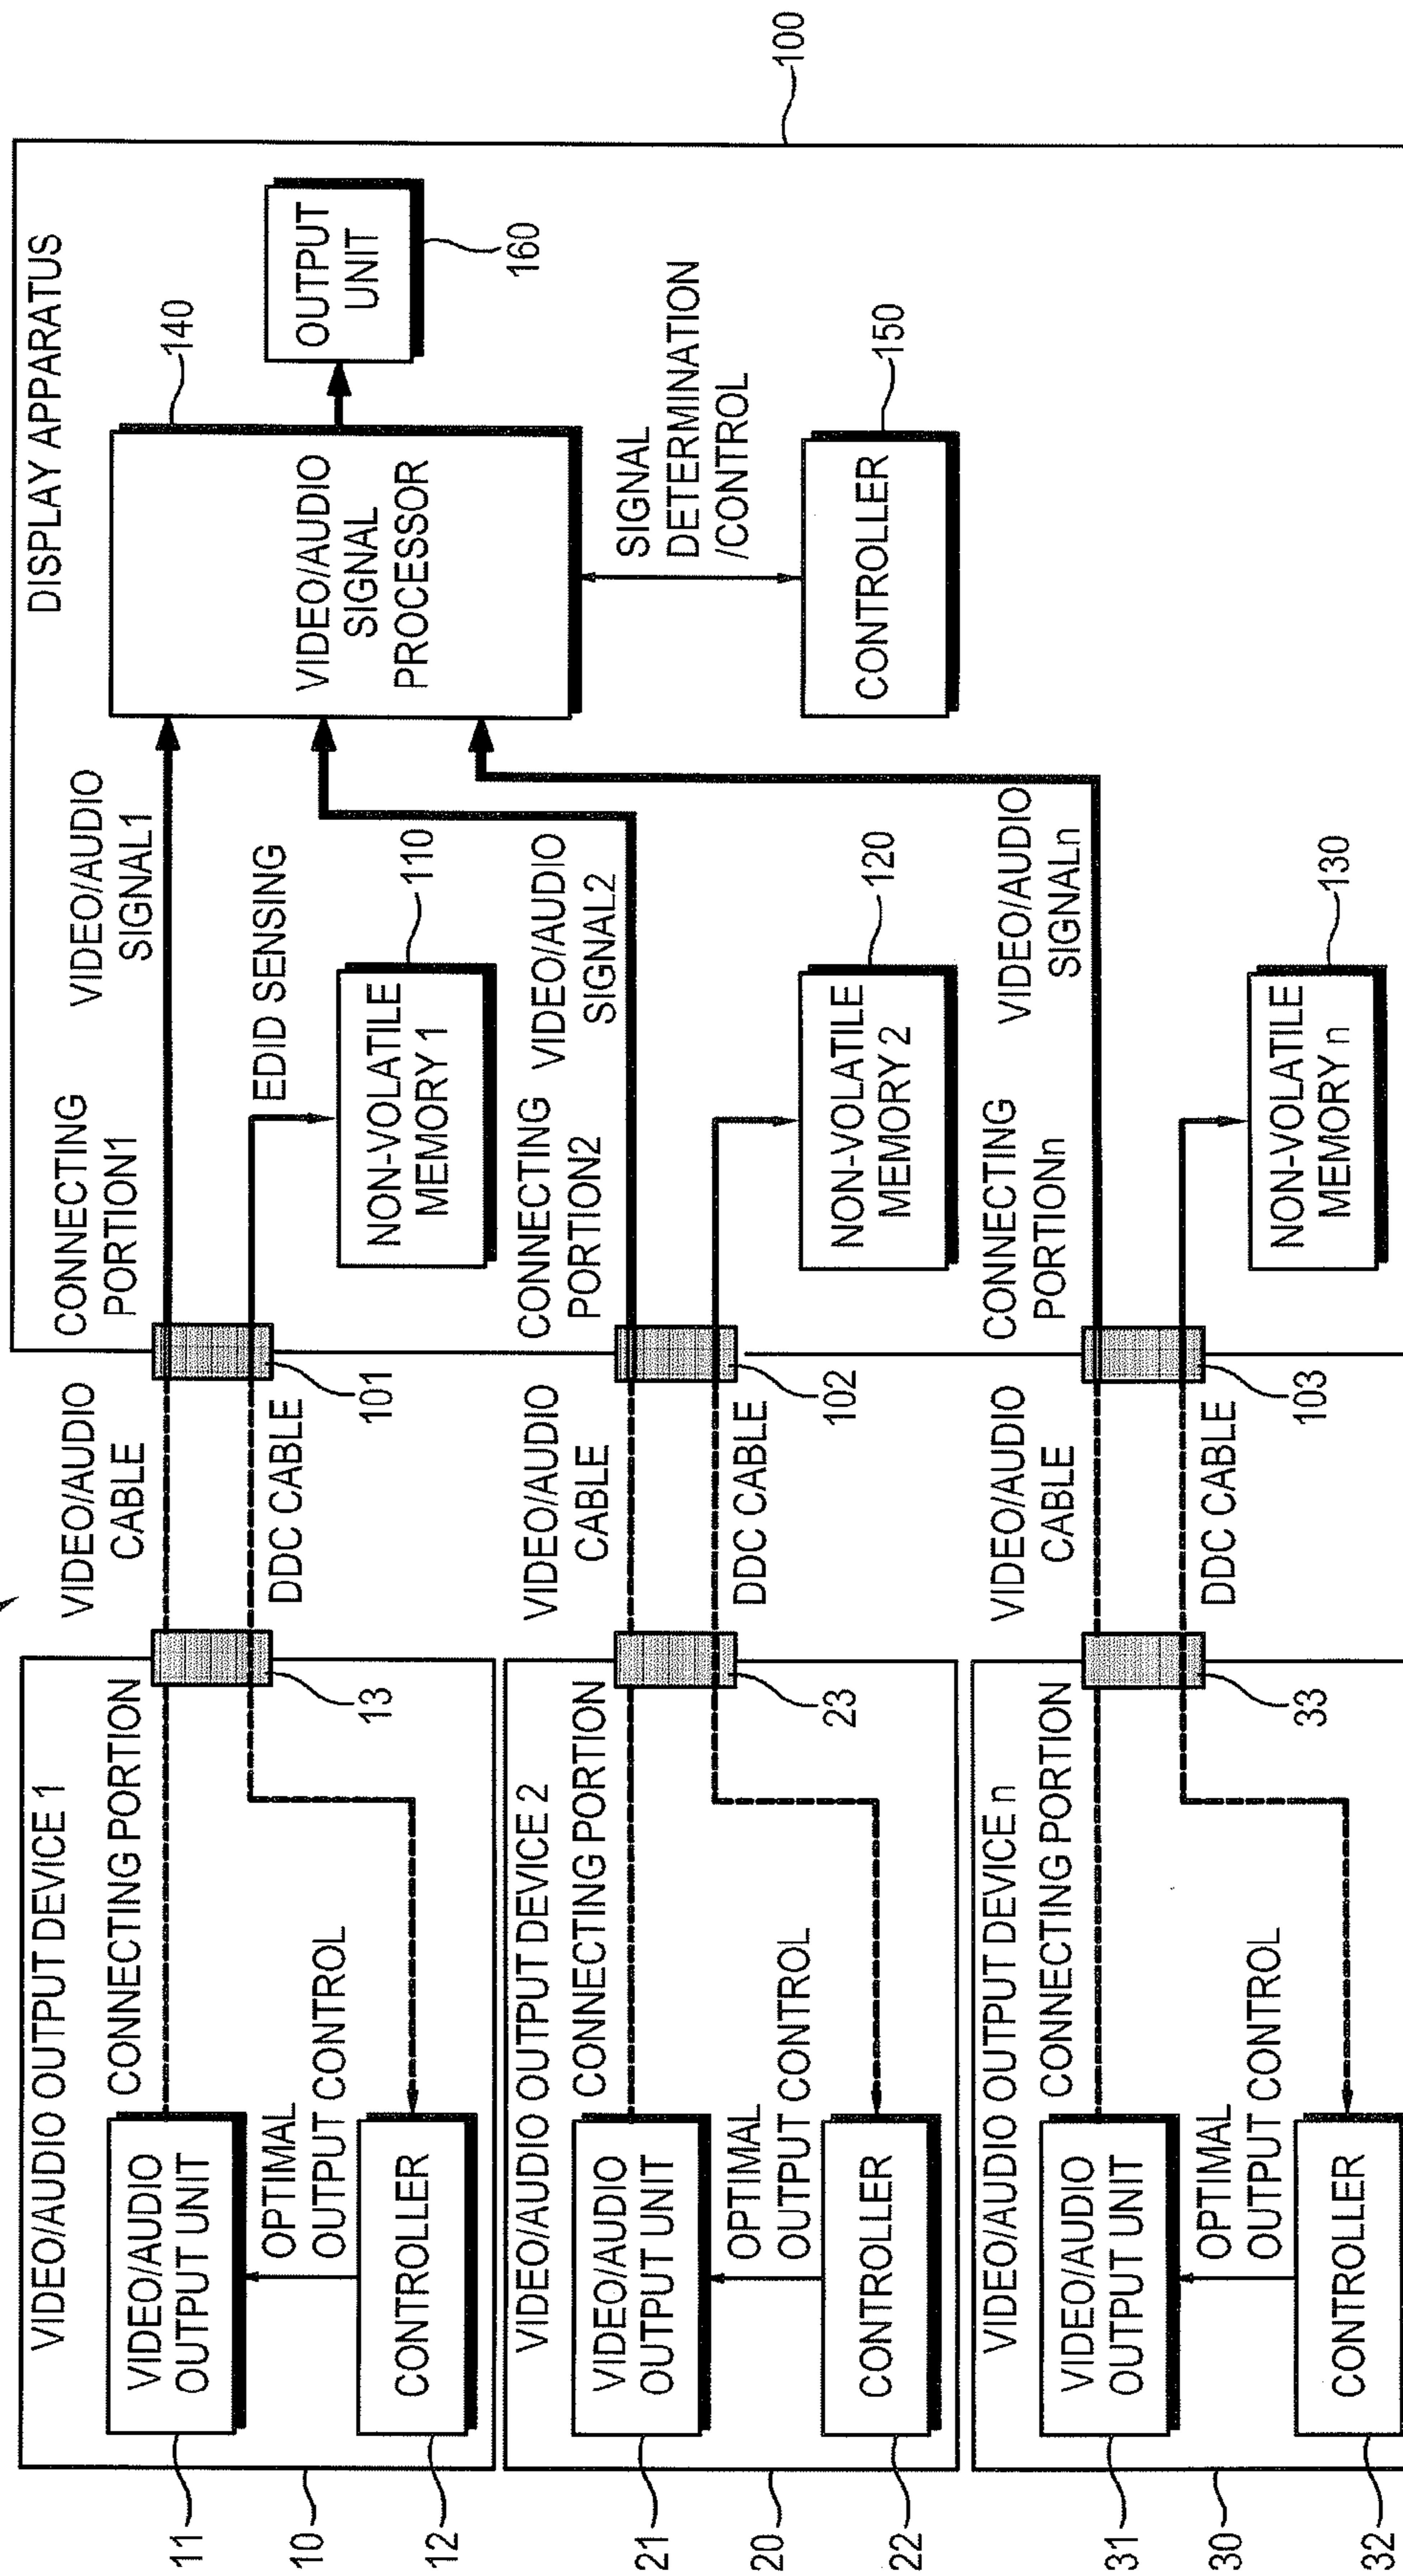 VIDEO/AUDIO OUTPUT DEVICE 1
CONNECTING PORTION
VIDEO/AUDIO
OUTPUT UNIT
OPTIMAL
OUTPUT CONTROL
CONTROLLER
11
10
12
13
VIDEO/AUDIO
CABLE
DDC CABLE
VIDEO/AUDIO OUTPUT DEVICE 2
CONNECTING PORTION
VIDEO/AUDIO
OUTPUT UNIT
OPTIMAL
OUTPUT CONTROL
CONTROLLER
21
20
22
23
VIDEO/AUDIO
CABLE
DDC CABLE
VIDEO/AUDIO OUTPUT DEVICE n
CONNECTING PORTION
VIDEO/AUDIO
OUTPUT UNIT
OPTIMAL
OUTPUT CONTROL
CONTROLLER
31
30
32
33
VIDEO/AUDIO
CABLE
DDC CABLE
DISPLAY APPARATUS
100
CONNECTING
PORTION1
101
VIDEO/AUDIO
SIGNAL1
EDID SENSING
NON-VOLATILE
MEMORY 1
110
CONNECTING
PORTION2
102
VIDEO/AUDIO
SIGNAL2
NON-VOLATILE
MEMORY 2
120
CONNECTING
PORTIONn
103
VIDEO/AUDIO
SIGNALn
NON-VOLATILE
MEMORY n
130
VIDEO/AUDIO
SIGNAL
PROCESSOR
140
OUTPUT
UNIT
160
SIGNAL
DETERMINATION
/CONTROL
CONTROLLER
150